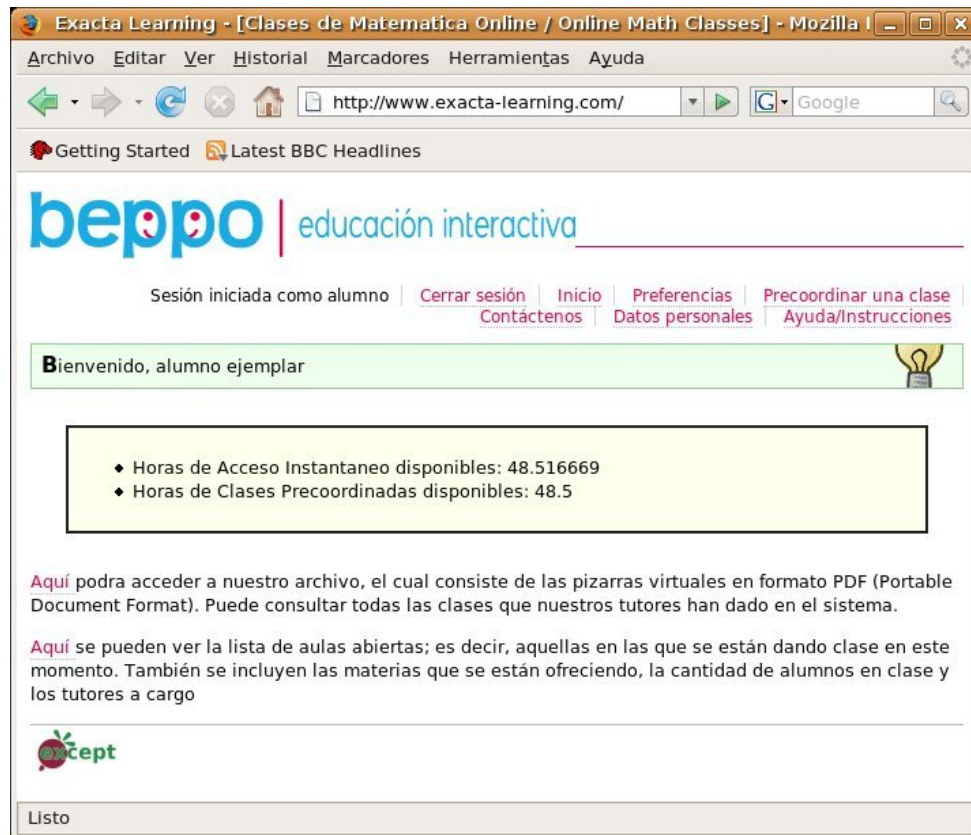 Exacta Learning - [Clases de Matematica Online / Online Math Classes] - Mozilla
Archivo Editar Ver Historial Marcadores Herramientas Ayuda
http://www.exacta-learning.com/ G Google
Getting Started Latest BBC Headlines
beppo | educación interactiva
Sesión iniciada como alumno Cerrar sesión Inicio Preferencias Precoordinar una clase
Contáctenos Datos personales Ayuda/Instrucciones
Bienvenido, alumno ejemplar
Horas de Acceso Instantaneo disponibles: 48.516669
Horas de Clases Precoordinadas disponibles: 48.5
Aquí podra acceder a nuestro archivo, el cual consiste de las pizarras virtuales en formato PDF (Portable
Document Format). Puede consultar todas las clases que nuestros tutores han dado en el sistema.
Aquí se pueden ver la lista de aulas abiertas; es decir, aquellas en las que se están dando clase en este
momento. También se incluyen las materias que se están ofreciendo, la cantidad de alumnos en clase y
los tutores a cargo
except
Listo